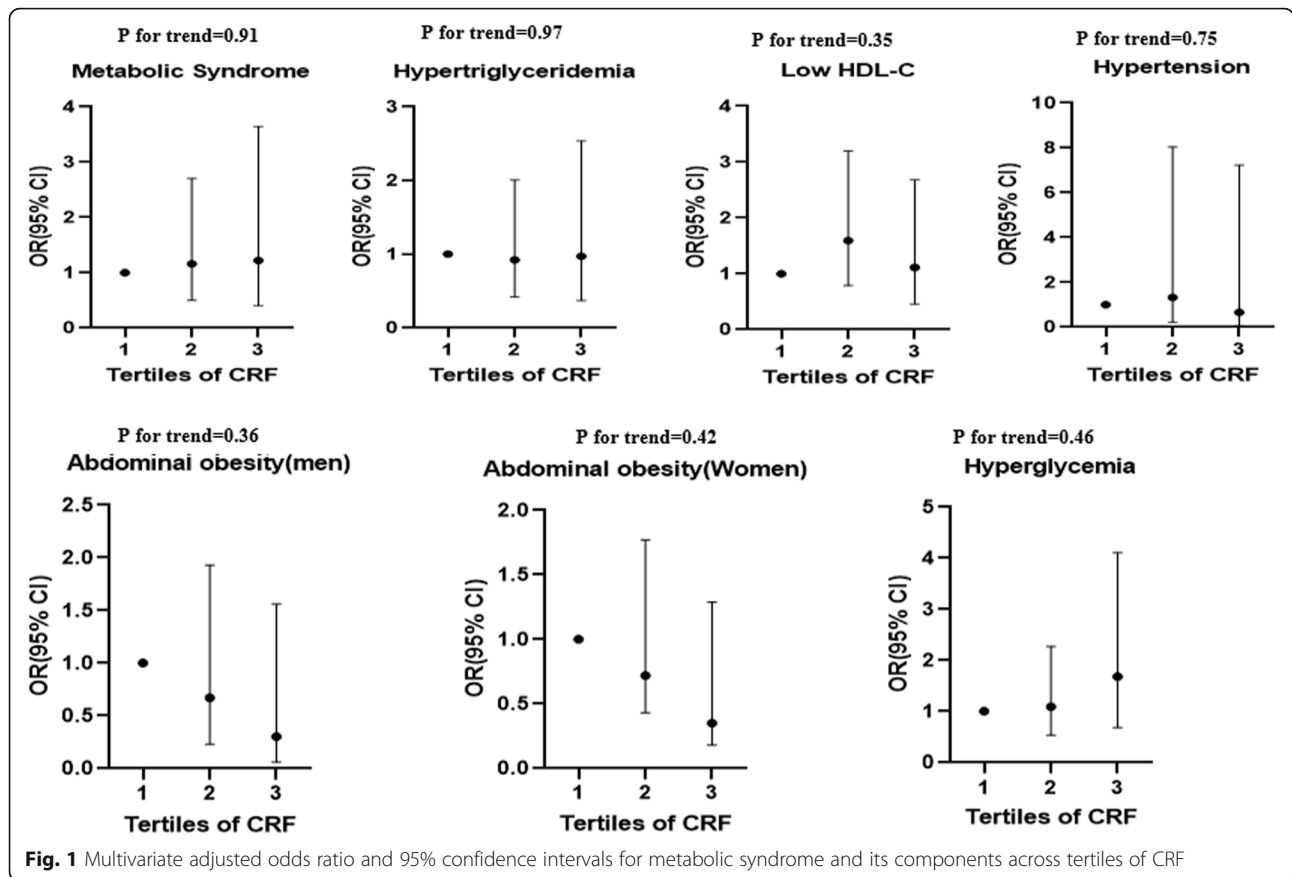 P for trend=0.91
Metabolic Syndrome
OR(95% CI)
4
3
2
1
0
1 2 3
Tertiles of CRF
P for trend=0.97
Hypertriglyceridemia
OR(95% CI)
3
2
1
0
1 2 3
Tertiles of CRF
P for trend=0.35
Low HDL-C
OR(95% CI)
4
3
2
1
0
1 2 3
Tertiles of CRF
P for trend=0.75
Hypertension
OR(95% CI)
10
8
6
4
2
0
1 2 3
Tertiles of CRF
P for trend=0.36
Abdominal obesity(men)
OR(95% CI)
2.5
2.0
1.5
1.0
0.5
0.0
1 2 3
Tertiles of CRF
P for trend=0.42
Abdominal obesity(Women)
OR(95% CI)
2.0
1.5
1.0
0.5
0.0
1 2 3
Tertiles of CRF
P for trend=0.46
Hyperglycemia
OR(95% CI)
5
4
3
2
1
0
1 2 3
Tertiles of CRF
Fig. 1 Multivariate adjusted odds ratio and 95% confidence intervals for metabolic syndrome and its components across tertiles of CRF